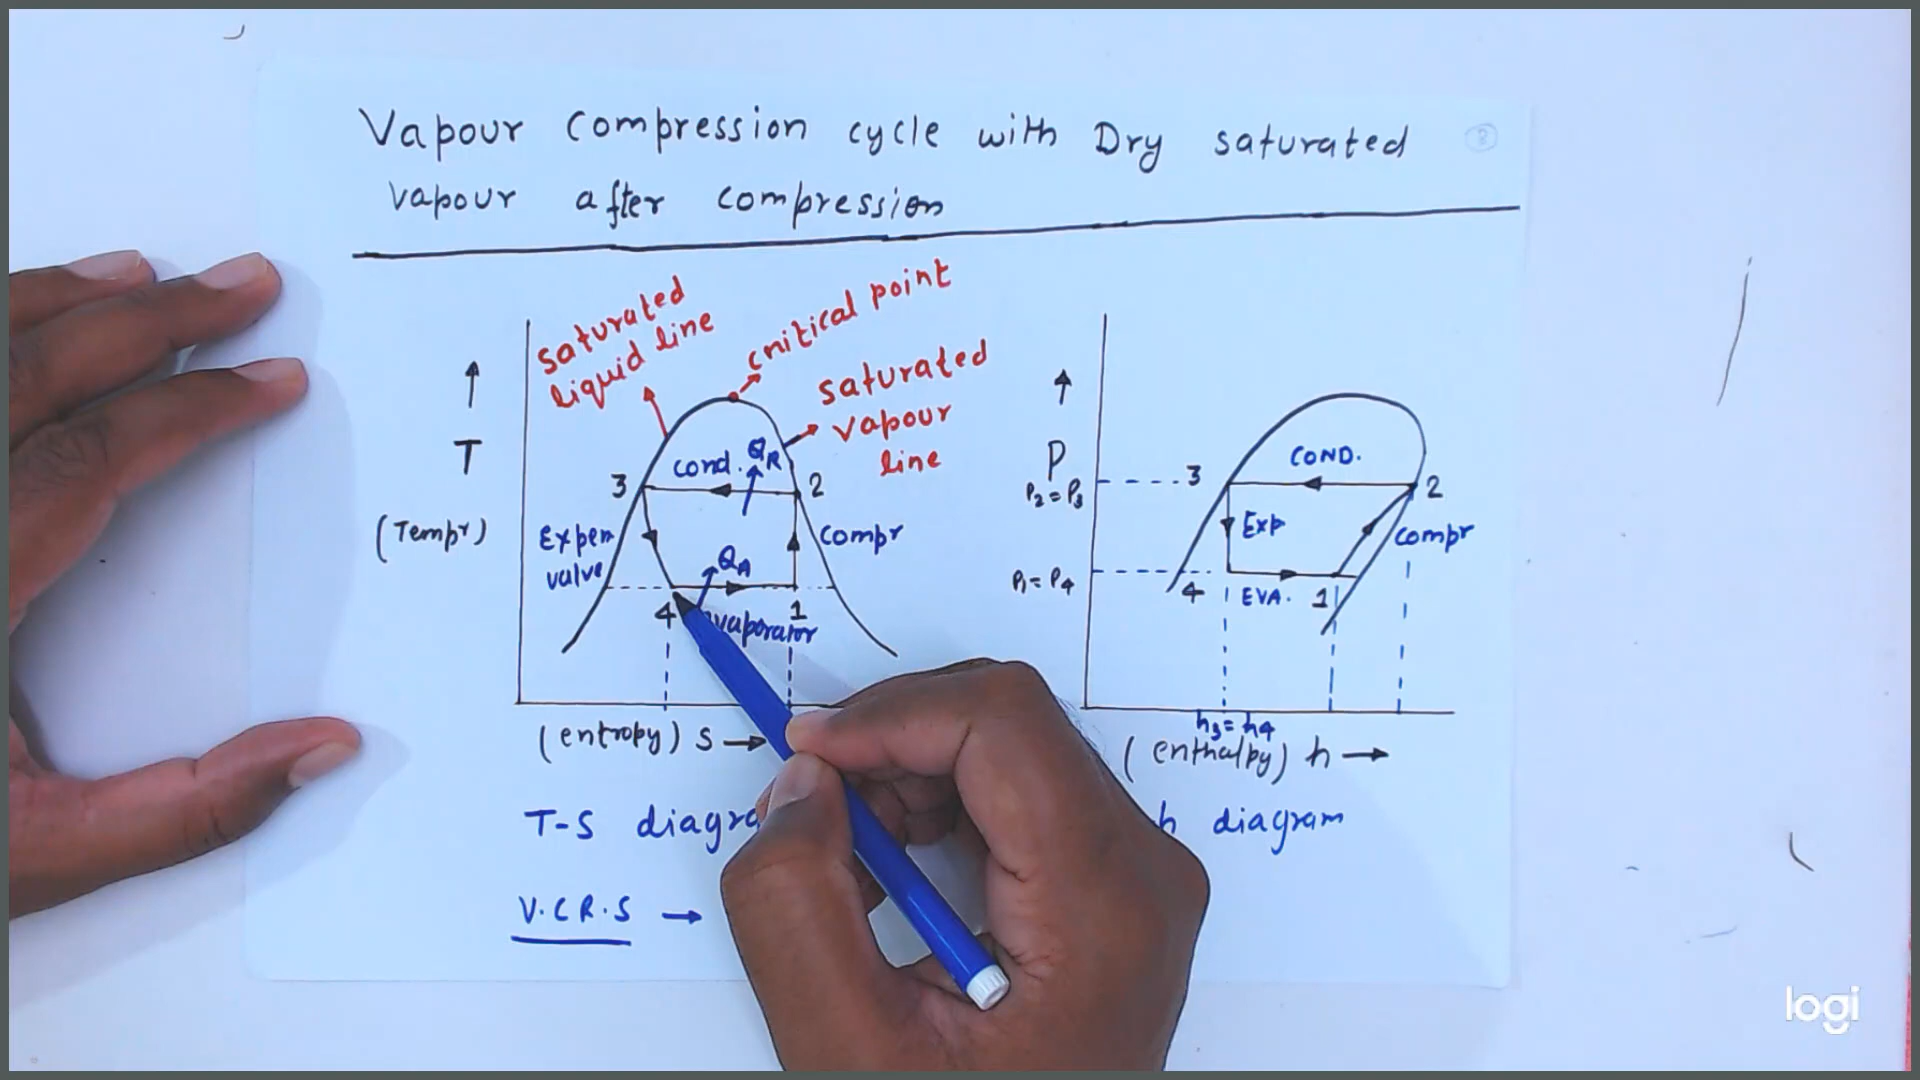 Vapour compression cycle with Dry saturated
vapour after compression
saturated
liquid line
critical point
saturated
vapour
line
↑
T
(Tempr)
cond. QR
3
2
Expen
valve
compr
QA
4
1
(entropy) s →
T-S diagra
↑
P
P2 = P3
P1 = P4
3
COND.
2
Exp
compr
4
EVA.
1
h3 = h4
(enthalpy) h →
h diagram
V.C.R.S →
logi